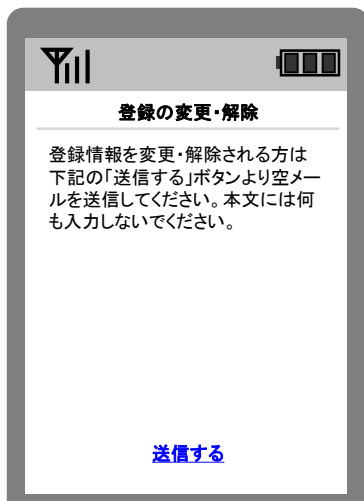 登録の変更・解除
登録情報を変更・解除される方は
下記の「送信する」ボタンより空メー
ルを送信してください。本文には何
も入力しないでください。
送信する